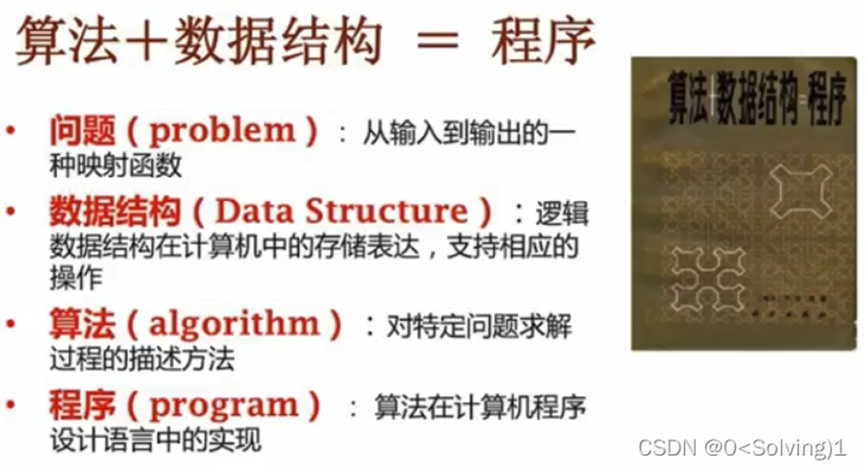 算法＋数据结构 ＝ 程序
• 问题（problem）：从输入到输出的一
种映射函数
• 数据结构（Data Structure）：逻辑
数据结构在计算机中的存储表达，支持相应的
操作
• 算法（algorithm）：对特定问题求解
过程的描述方法
• 程序（program）：算法在计算机程序
设计语言中的实现
算法+数据结构=程序
科学出版社
CSDN @0<Solving)1